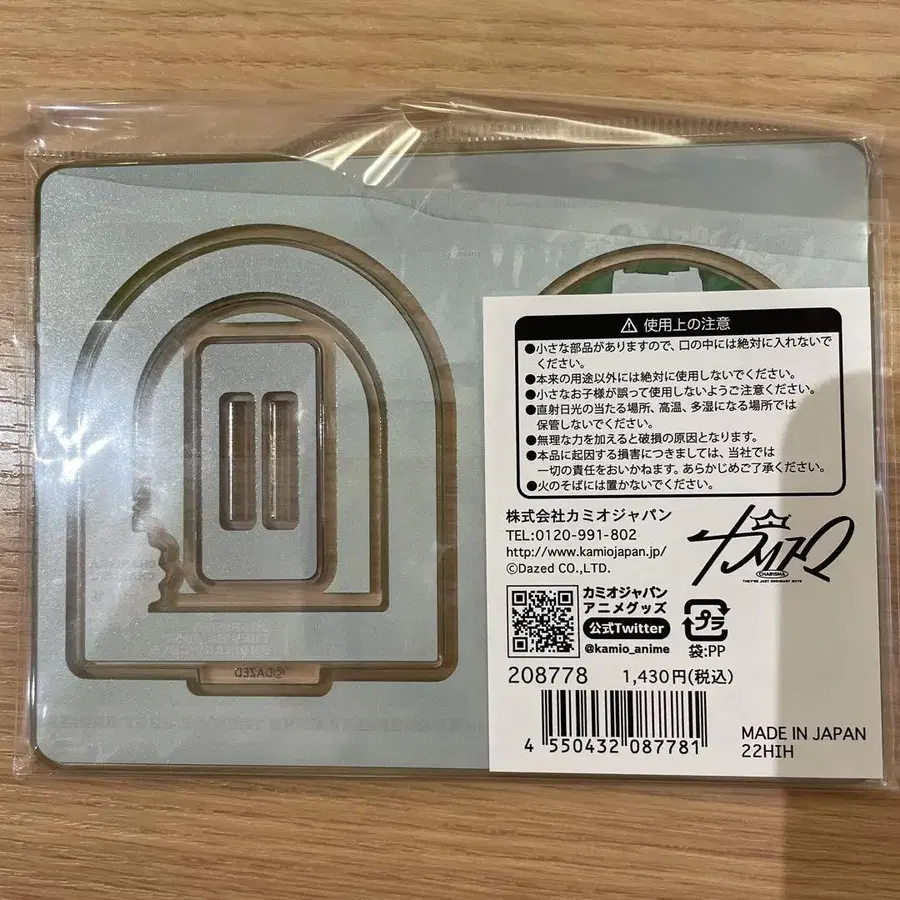 ⚠ 使用上の注意
●小さな部品がありますので、口の中には絶対に入れないで
ください。
●本来の用途以外には絶対に使用しないでください。
●小さなお子様が誤って使用しないようご注意ください。
●直射日光の当たる場所、高温、多湿になる場所では
保管しないでください。
●無理な力を加えると破損の原因となります。
●本品に起因する損害につきましては、当社では
一切の責任をおいかねます。あらかじめご了承ください。
●火のそばには置かないでください。
株式会社カミオジャパン
TEL:0120-991-802
http://www.kamiojapan.jp/
©Dazed CO.,LTD.
カリスマ
CHARISMA
THEY'RE JUST ORDINARY GUYS
カミオジャパン
アニメグッズ
公式Twitter
@kamio_anime
プラ
袋:PP
208778 1,430円(税込)
4 550432 087781
MADE IN JAPAN
22HIH
©DAZED